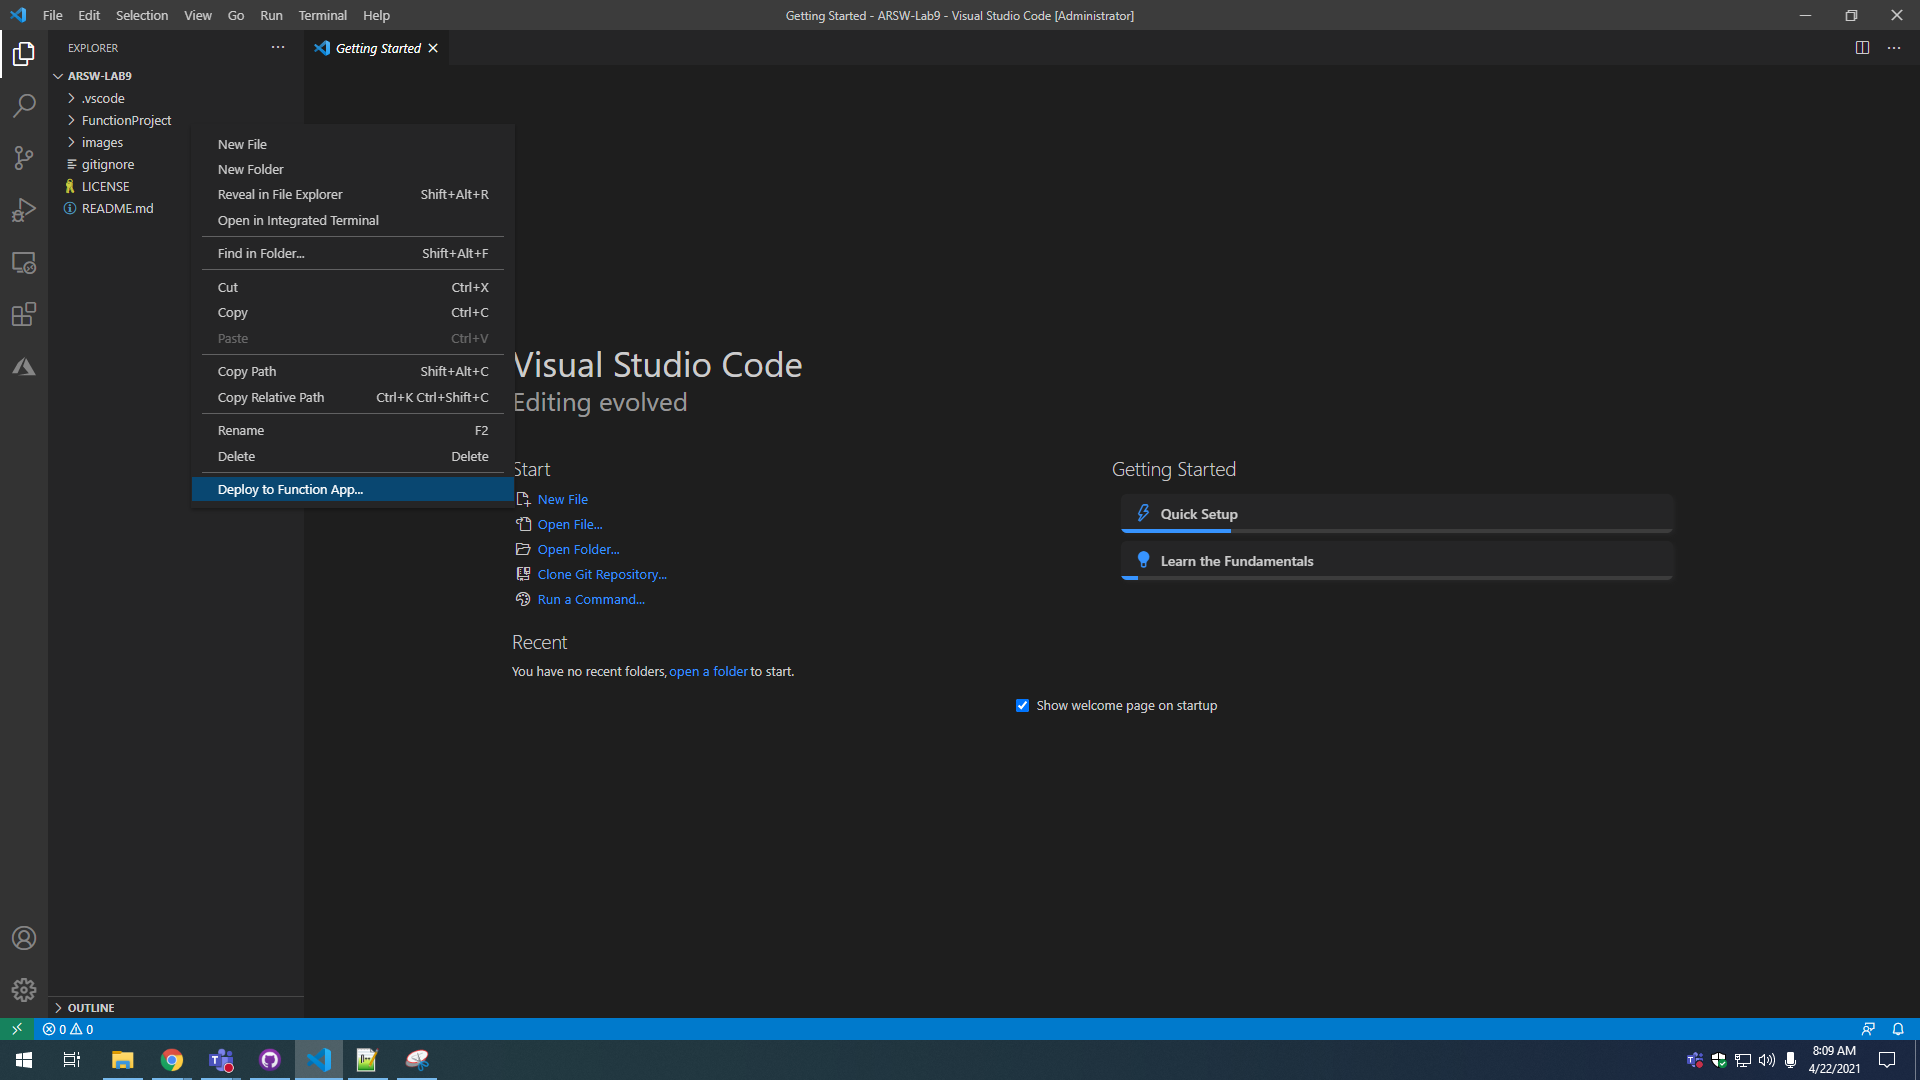 File Edit Selection View Go Run Terminal Help
Getting Started - ARSW-Lab9 - Visual Studio Code [Administrator]
EXPLORER
Getting Started
ARSW-LAB9
.vscode
FunctionProject
images
gitignore
LICENSE
README.md
New File
New Folder
Reveal in File Explorer Shift+Alt+R
Open in Integrated Terminal
Find in Folder... Shift+Alt+F
Cut Ctrl+X
Copy Ctrl+C
Paste Ctrl+V
Copy Path Shift+Alt+C
Copy Relative Path Ctrl+K Ctrl+Shift+C
Rename F2
Delete Delete
Deploy to Function App...
Visual Studio Code
Editing evolved
Start
New File
Open File...
Open Folder...
Clone Git Repository...
Run a Command...
Recent
You have no recent folders, open a folder to start.
Getting Started
Quick Setup
Learn the Fundamentals
Show welcome page on startup
OUTLINE
0 0
8:09 AM
4/22/2021